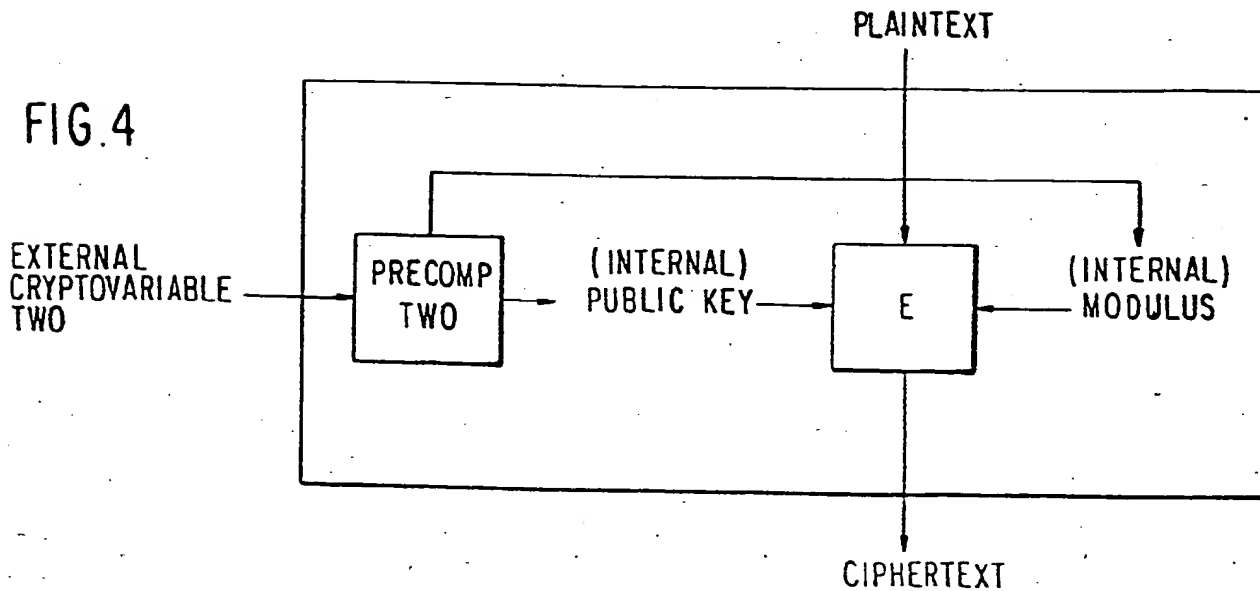 PLAINTEXT
FIG.4
EXTERNAL
CRYPTOVARIABLE
TWO
PRECOMP
TWO
(INTERNAL)
PUBLIC KEY
E
(INTERNAL)
MODULUS
CIPHERTEXT